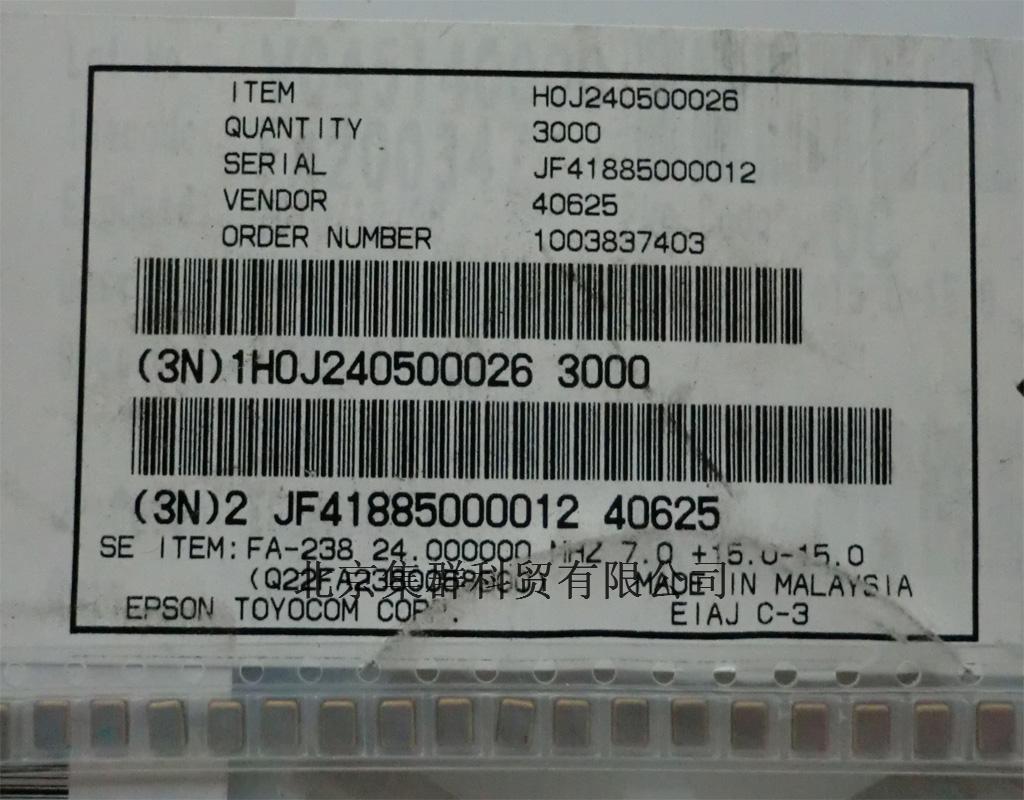 ITEM H0J240500026
QUANTITY 3000
SERIAL JF41885000012
VENDOR 40625
ORDER NUMBER 1003837403
(3N)1H0J240500026 3000
(3N)2 JF41885000012 40625
SE ITEM: FA-238 24.000000 MHZ 7.0 +15.0-15.0
北京集群科贸有限公司
MADE IN MALAYSIA
EPSON TOYOCOM CORP. EIAJ C-3